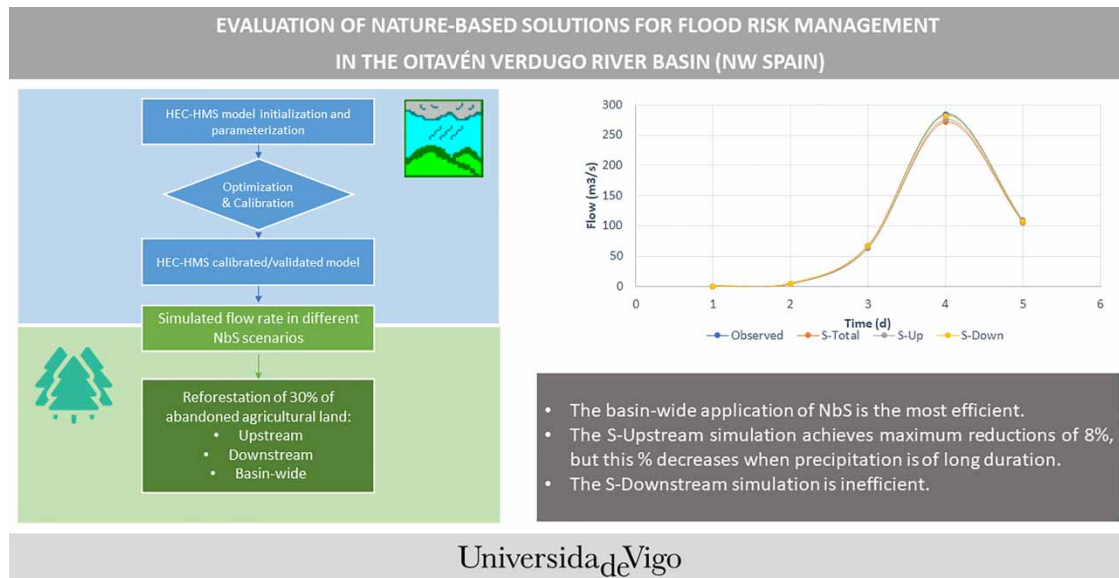 EVALUATION OF NATURE-BASED SOLUTIONS FOR FLOOD RISK MANAGEMENT
IN THE OITAVÉN VERDUGO RIVER BASIN (NW SPAIN)
HEC-HMS model initialization and
parameterization
Optimization
& Calibration
HEC-HMS calibrated/validated model
Simulated flow rate in different
NbS scenarios
Reforestation of 30% of
abandoned agricultural land:
• Upstream
• Downstream
• Basin-wide
Flow (m3/s)
300
250
200
150
100
50
0
0 1 2 3 4 5 6
Time (d)
Observed S-Total S-Up S-Down
• The basin-wide application of NbS is the most efficient.
• The S-Upstream simulation achieves maximum reductions of 8%,
but this % decreases when precipitation is of long duration.
• The S-Downstream simulation is inefficient.
UniversidadeVigo